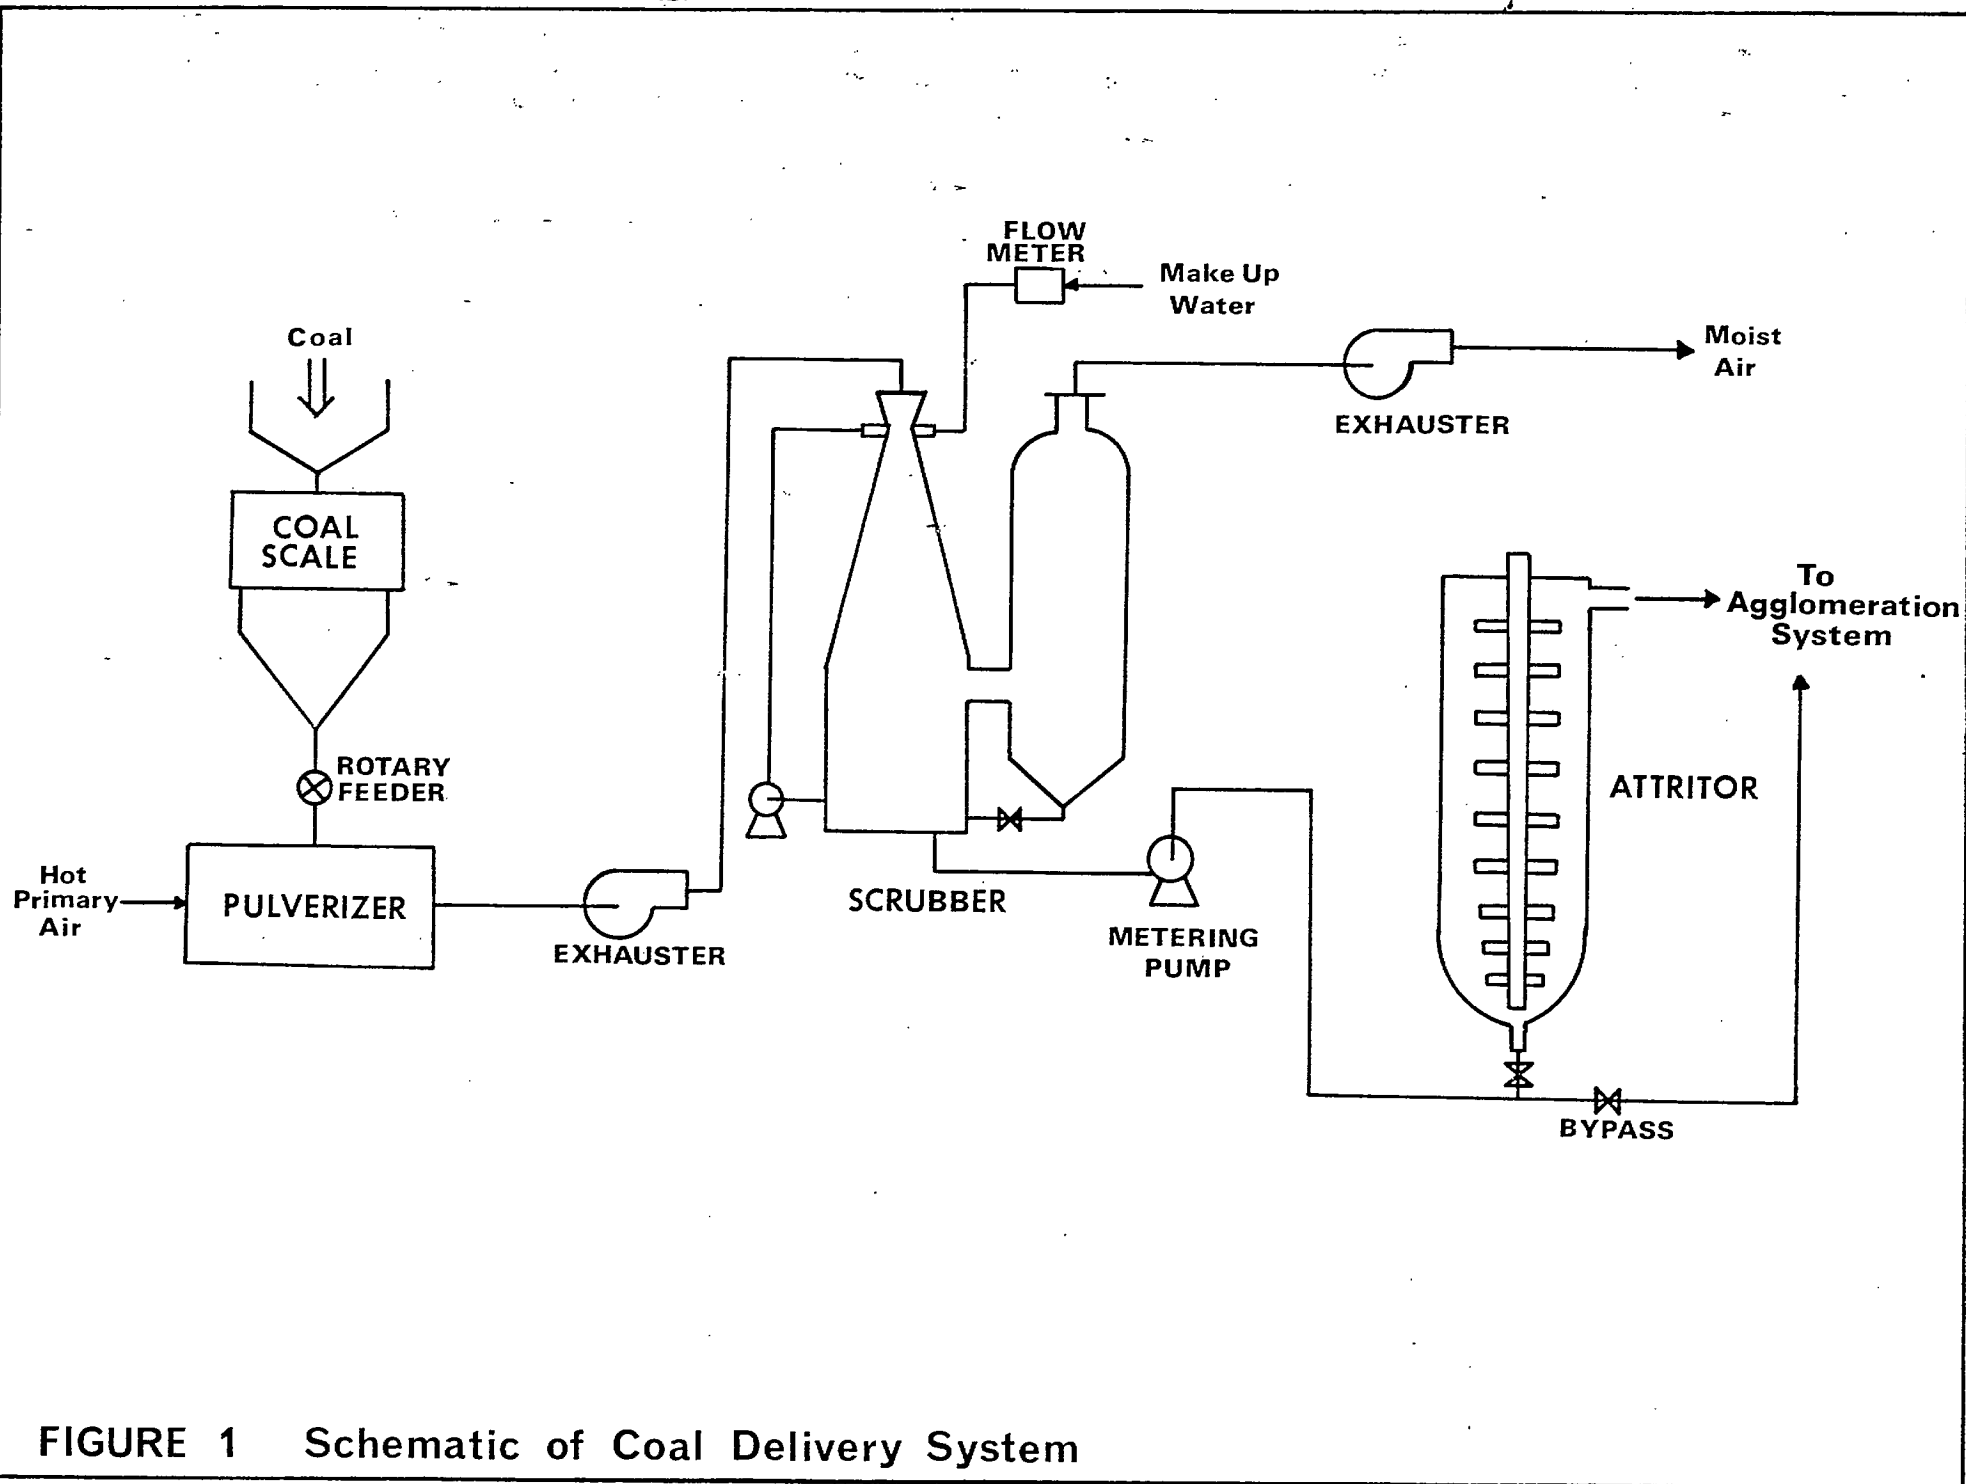 FLOW
METER
Make Up
Water
Coal
Moist
Air
EXHAUSTER
COAL
SCALE
To
Agglomeration
System
ROTARY
FEEDER
ATTRITOR
Hot
Primary
Air
PULVERIZER
SCRUBBER
EXHAUSTER
METERING
PUMP
BYPASS
FIGURE 1 Schematic of Coal Delivery System